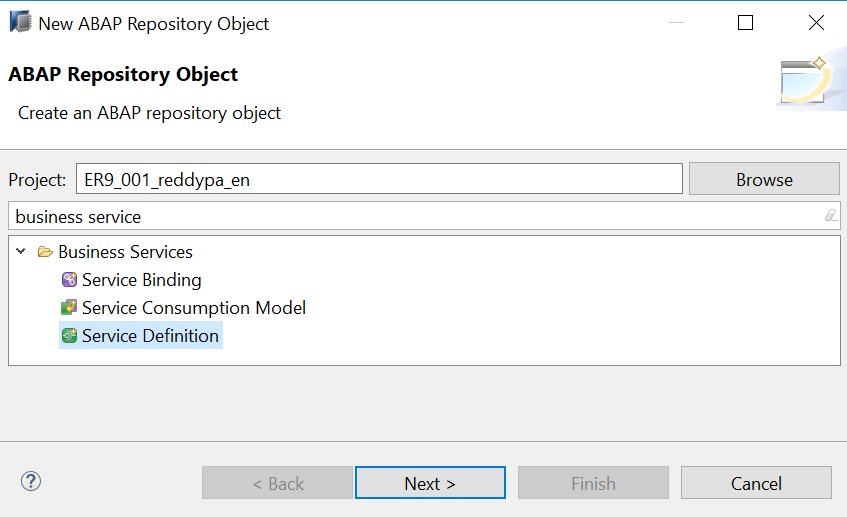 New ABAP Repository Object
ABAP Repository Object
Create an ABAP repository object
Project: ER9_001_reddypa_en Browse
business service
Business Services
Service Binding
Service Consumption Model
Service Definition
? < Back Next > Finish Cancel